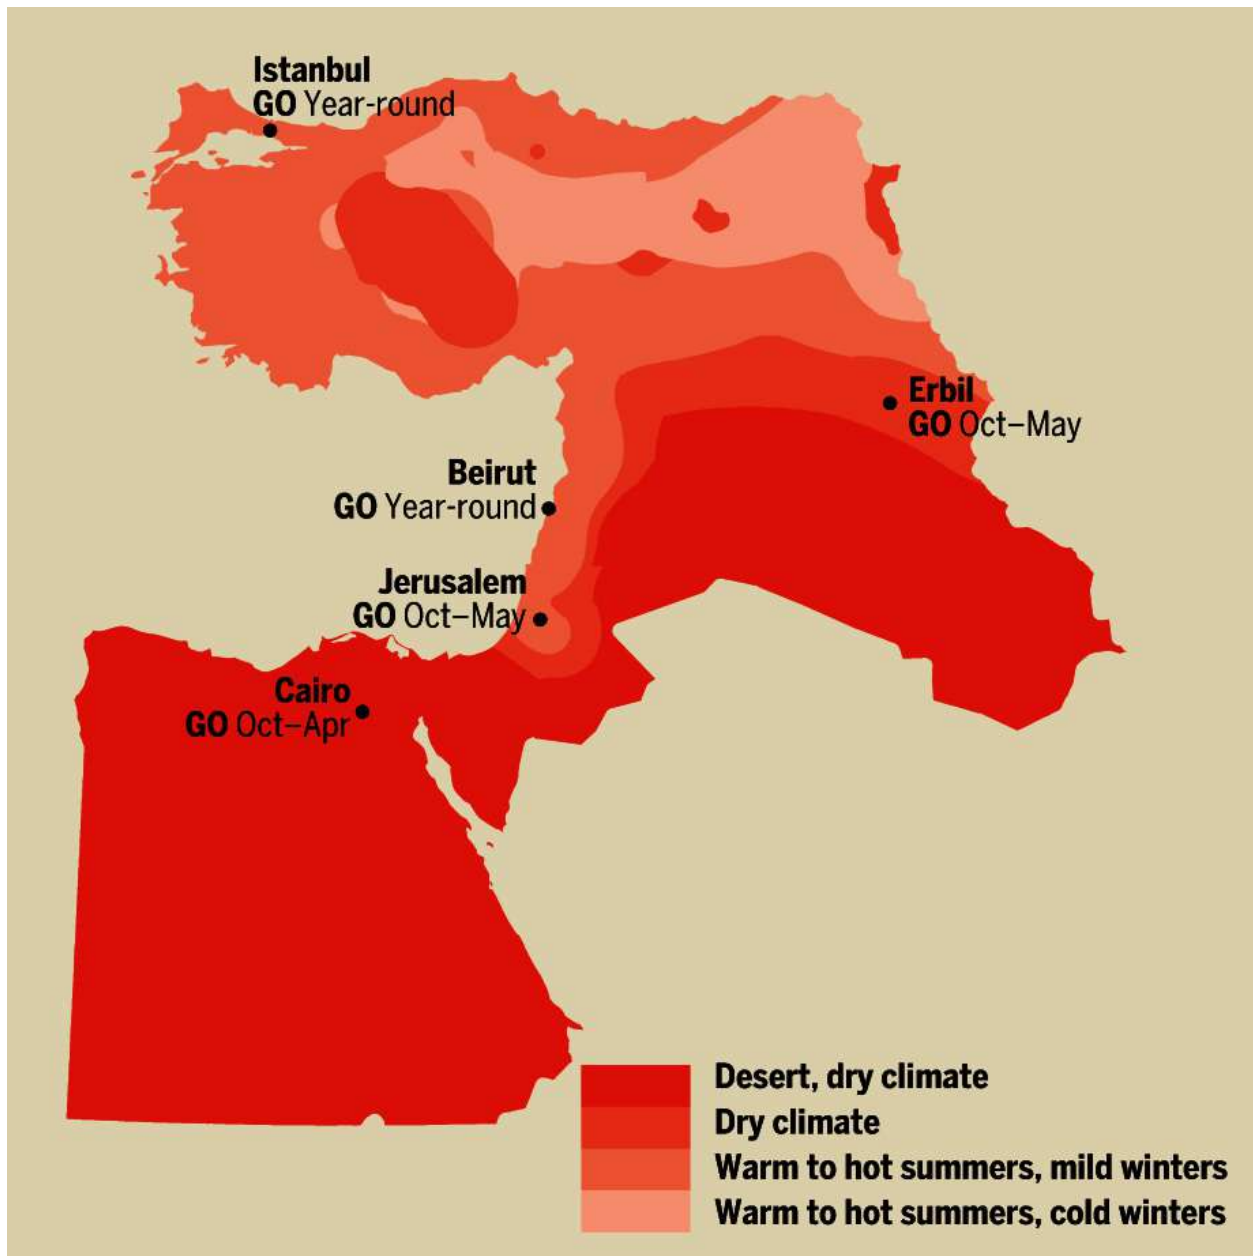 Istanbul
GO Year-round
Erbil
GO Oct–May
Beirut
GO Year-round
Jerusalem
GO Oct–May
Cairo
GO Oct–Apr
Desert, dry climate
Dry climate
Warm to hot summers, mild winters
Warm to hot summers, cold winters